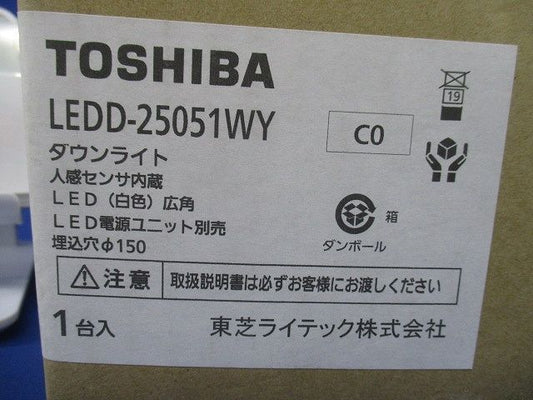 TOSHIBA
LEDD-25051WY
C0
19
ダウンライト
人感センサ内蔵
LED(白色)広角
LED電源ユニット別売
埋込穴φ150
箱
ダンボール
注意
取扱説明書は必ずお客様にお渡しください
1台入
東芝ライテック株式会社